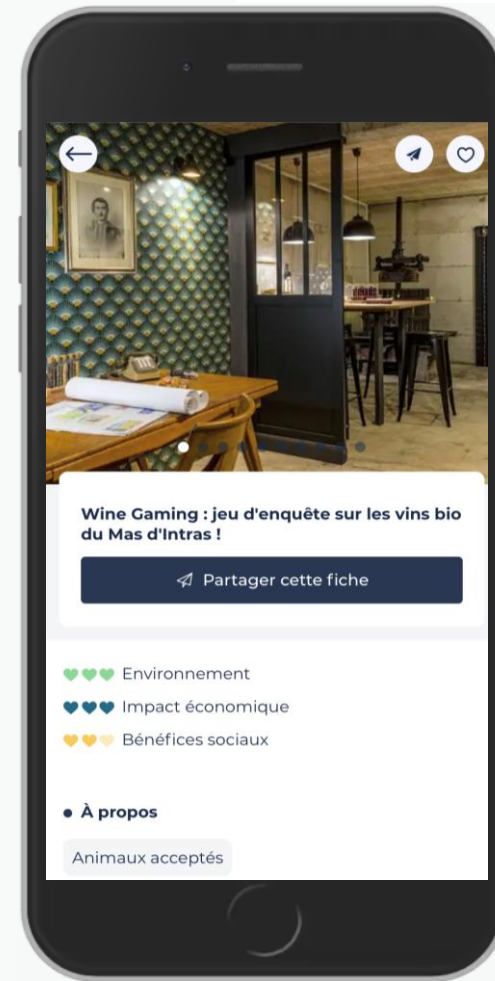 Wine Gaming : jeu d'enquête sur les vins bio
du Mas d'Intras !
Partager cette fiche
Environnement
Impact économique
Bénéfices sociaux
À propos
Animaux acceptés